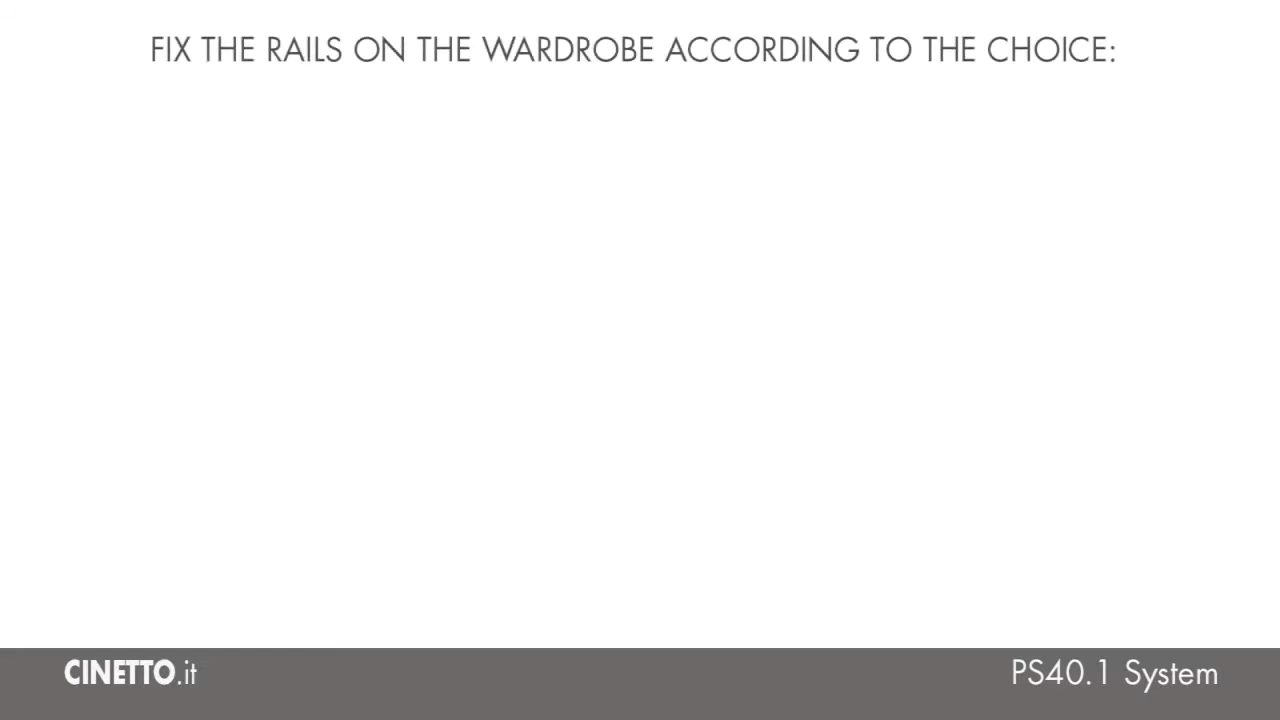 FIX THE RAILS ON THE WARDROBE ACCORDING TO THE CHOICE:
CINETTO.it
PS40.1 System